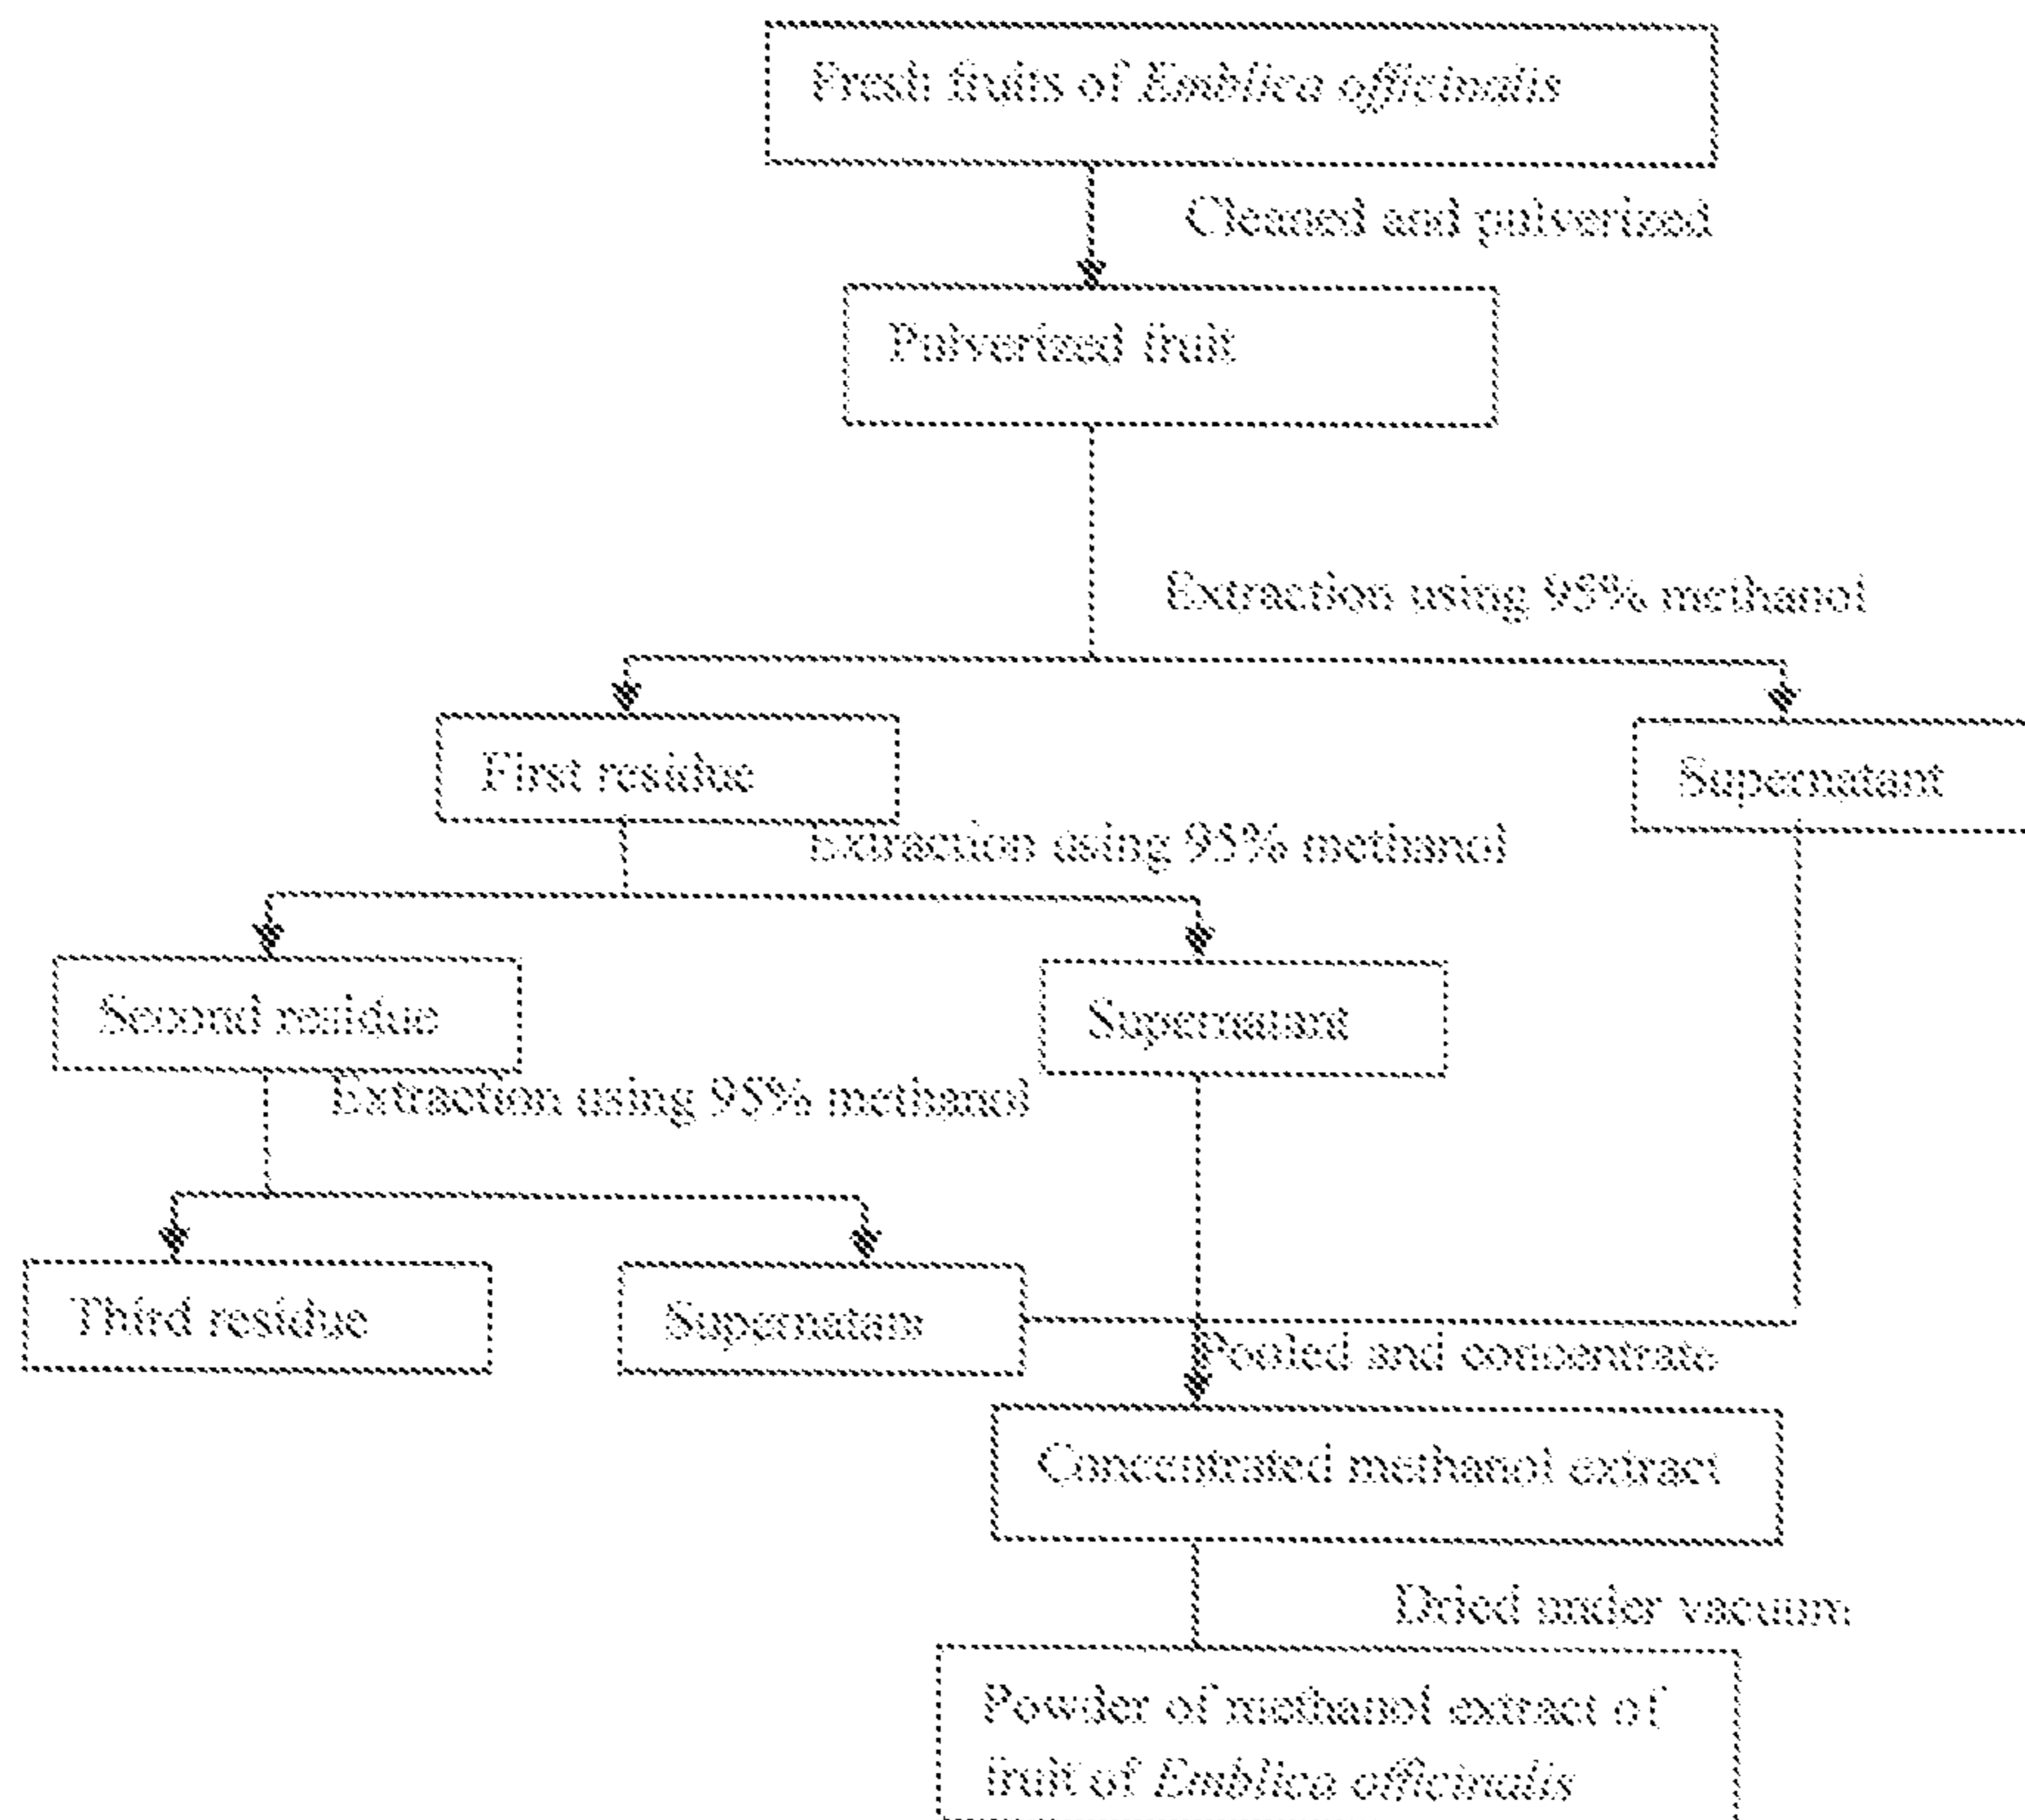 Fresh fruits of Emblica officinalis
Cleaned and pulverized
Pulverized fruit
Extraction using 95% methanol
First residue
Supernatant
Extraction using 95% methanol
Second residue
Supernatant
Extraction using 95% methanol
Third residue
Supernatant
Pooled and concentrate
Concentrated methanol extract
Dried under vacuum
Powder of methanol extract of
fruit of Emblica officinalis